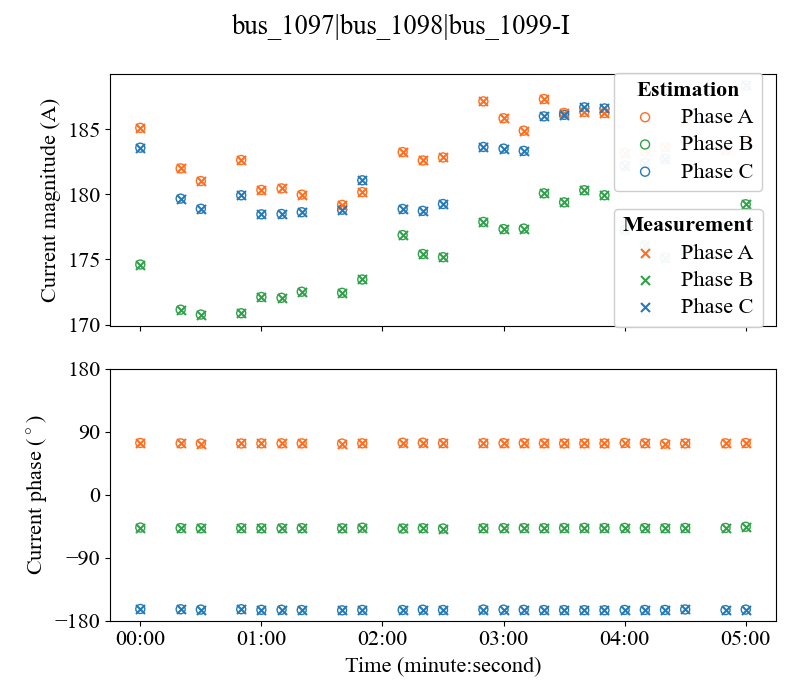 bus_1097|bus_1098|bus_1099-I
Current magnitude (A)
185
180
175
170
Estimation
Phase A
Phase B
Phase C
Measurement
Phase A
Phase B
Phase C
Current phase (°)
180
90
0
−90
−180
00:00 01:00 02:00 03:00 04:00 05:00
Time (minute:second)